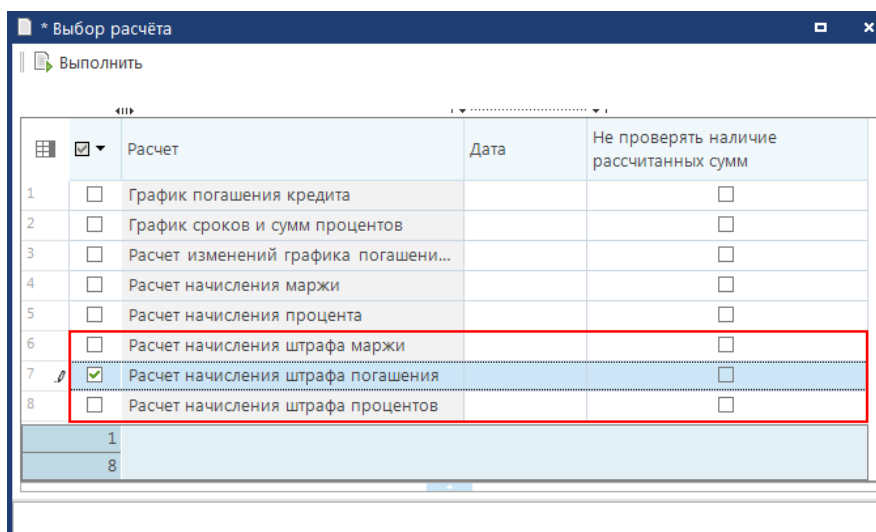 * Выбор расчёта
Выполнить
Расчет
Дата
Не проверять наличие
рассчитанных сумм
1 График погашения кредита
2 График сроков и сумм процентов
3 Расчет изменений графика погашени...
4 Расчет начисления маржи
5 Расчет начисления процента
6 Расчет начисления штрафа маржи
7 Расчет начисления штрафа погашения
8 Расчет начисления штрафа процентов
1
8